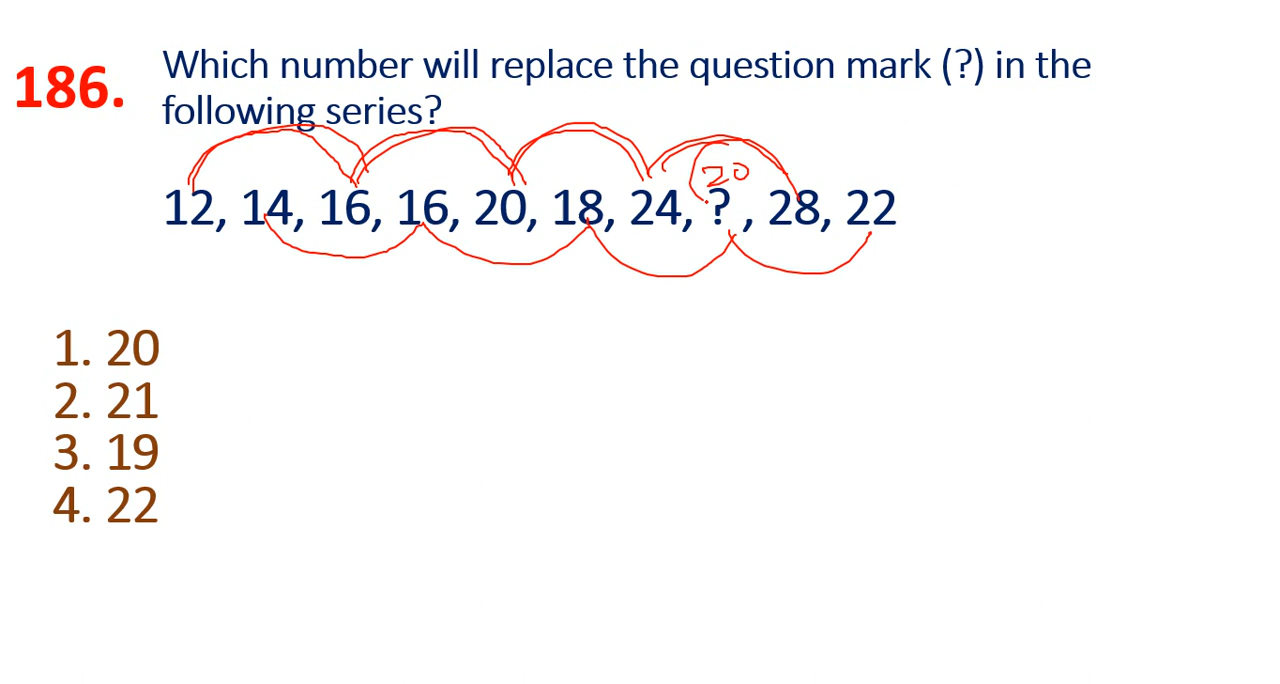 186. Which number will replace the question mark (?) in the
following series?
20
12, 14, 16, 16, 20, 18, 24, ? , 28, 22
1. 20
2. 21
3. 19
4. 22